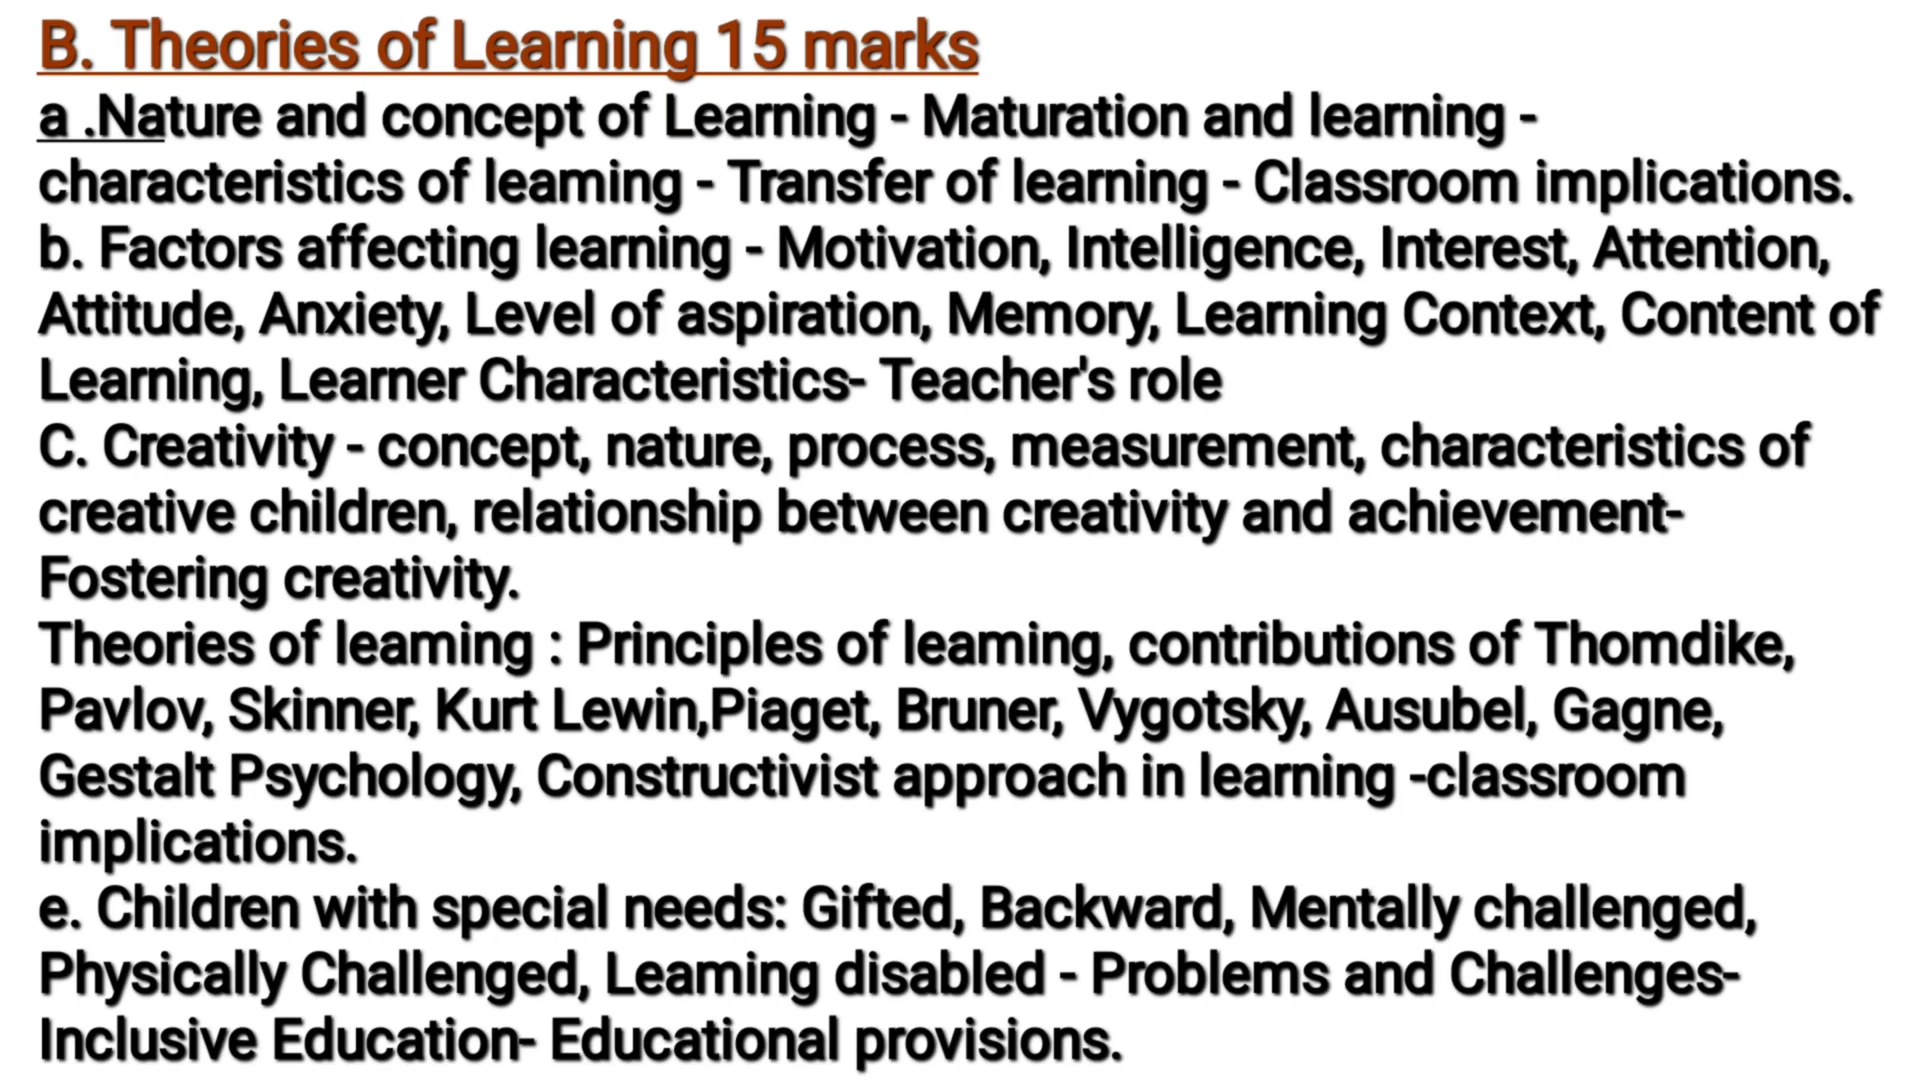 B. Theories of Learning 15 marks
a .Nature and concept of Learning - Maturation and learning -
characteristics of leaming - Transfer of learning - Classroom implications.
b. Factors affecting learning - Motivation, Intelligence, Interest, Attention,
Attitude, Anxiety, Level of aspiration, Memory, Learning Context, Content of
Learning, Learner Characteristics- Teacher's role
C. Creativity - concept, nature, process, measurement, characteristics of
creative children, relationship between creativity and achievement-
Fostering creativity.
Theories of leaming : Principles of leaming, contributions of Thomdike,
Pavlov, Skinner, Kurt Lewin,Piaget, Bruner, Vygotsky, Ausubel, Gagne,
Gestalt Psychology, Constructivist approach in learning -classroom
implications.
e. Children with special needs: Gifted, Backward, Mentally challenged,
Physically Challenged, Leaming disabled - Problems and Challenges-
Inclusive Education- Educational provisions.